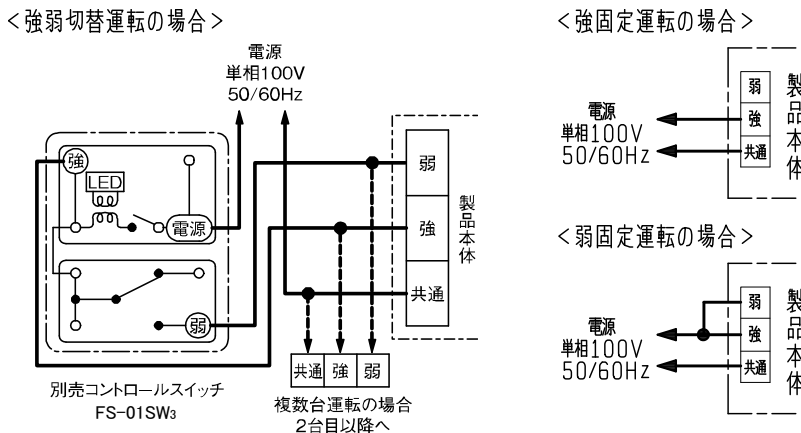 ＜強弱切替運転の場合＞
電源
単相100V
50/60Hz
強
LED
電源
弱
弱
強
共通
製品本体
共通 強 弱
別売コントロールスイッチ
FS-01SW₃
複数台運転の場合
2台目以降へ
＜強固定運転の場合＞
電源
単相100V
50/60Hz
弱
強
共通
製品本体
＜弱固定運転の場合＞
電源
単相100V
50/60Hz
弱
強
共通
製品本体